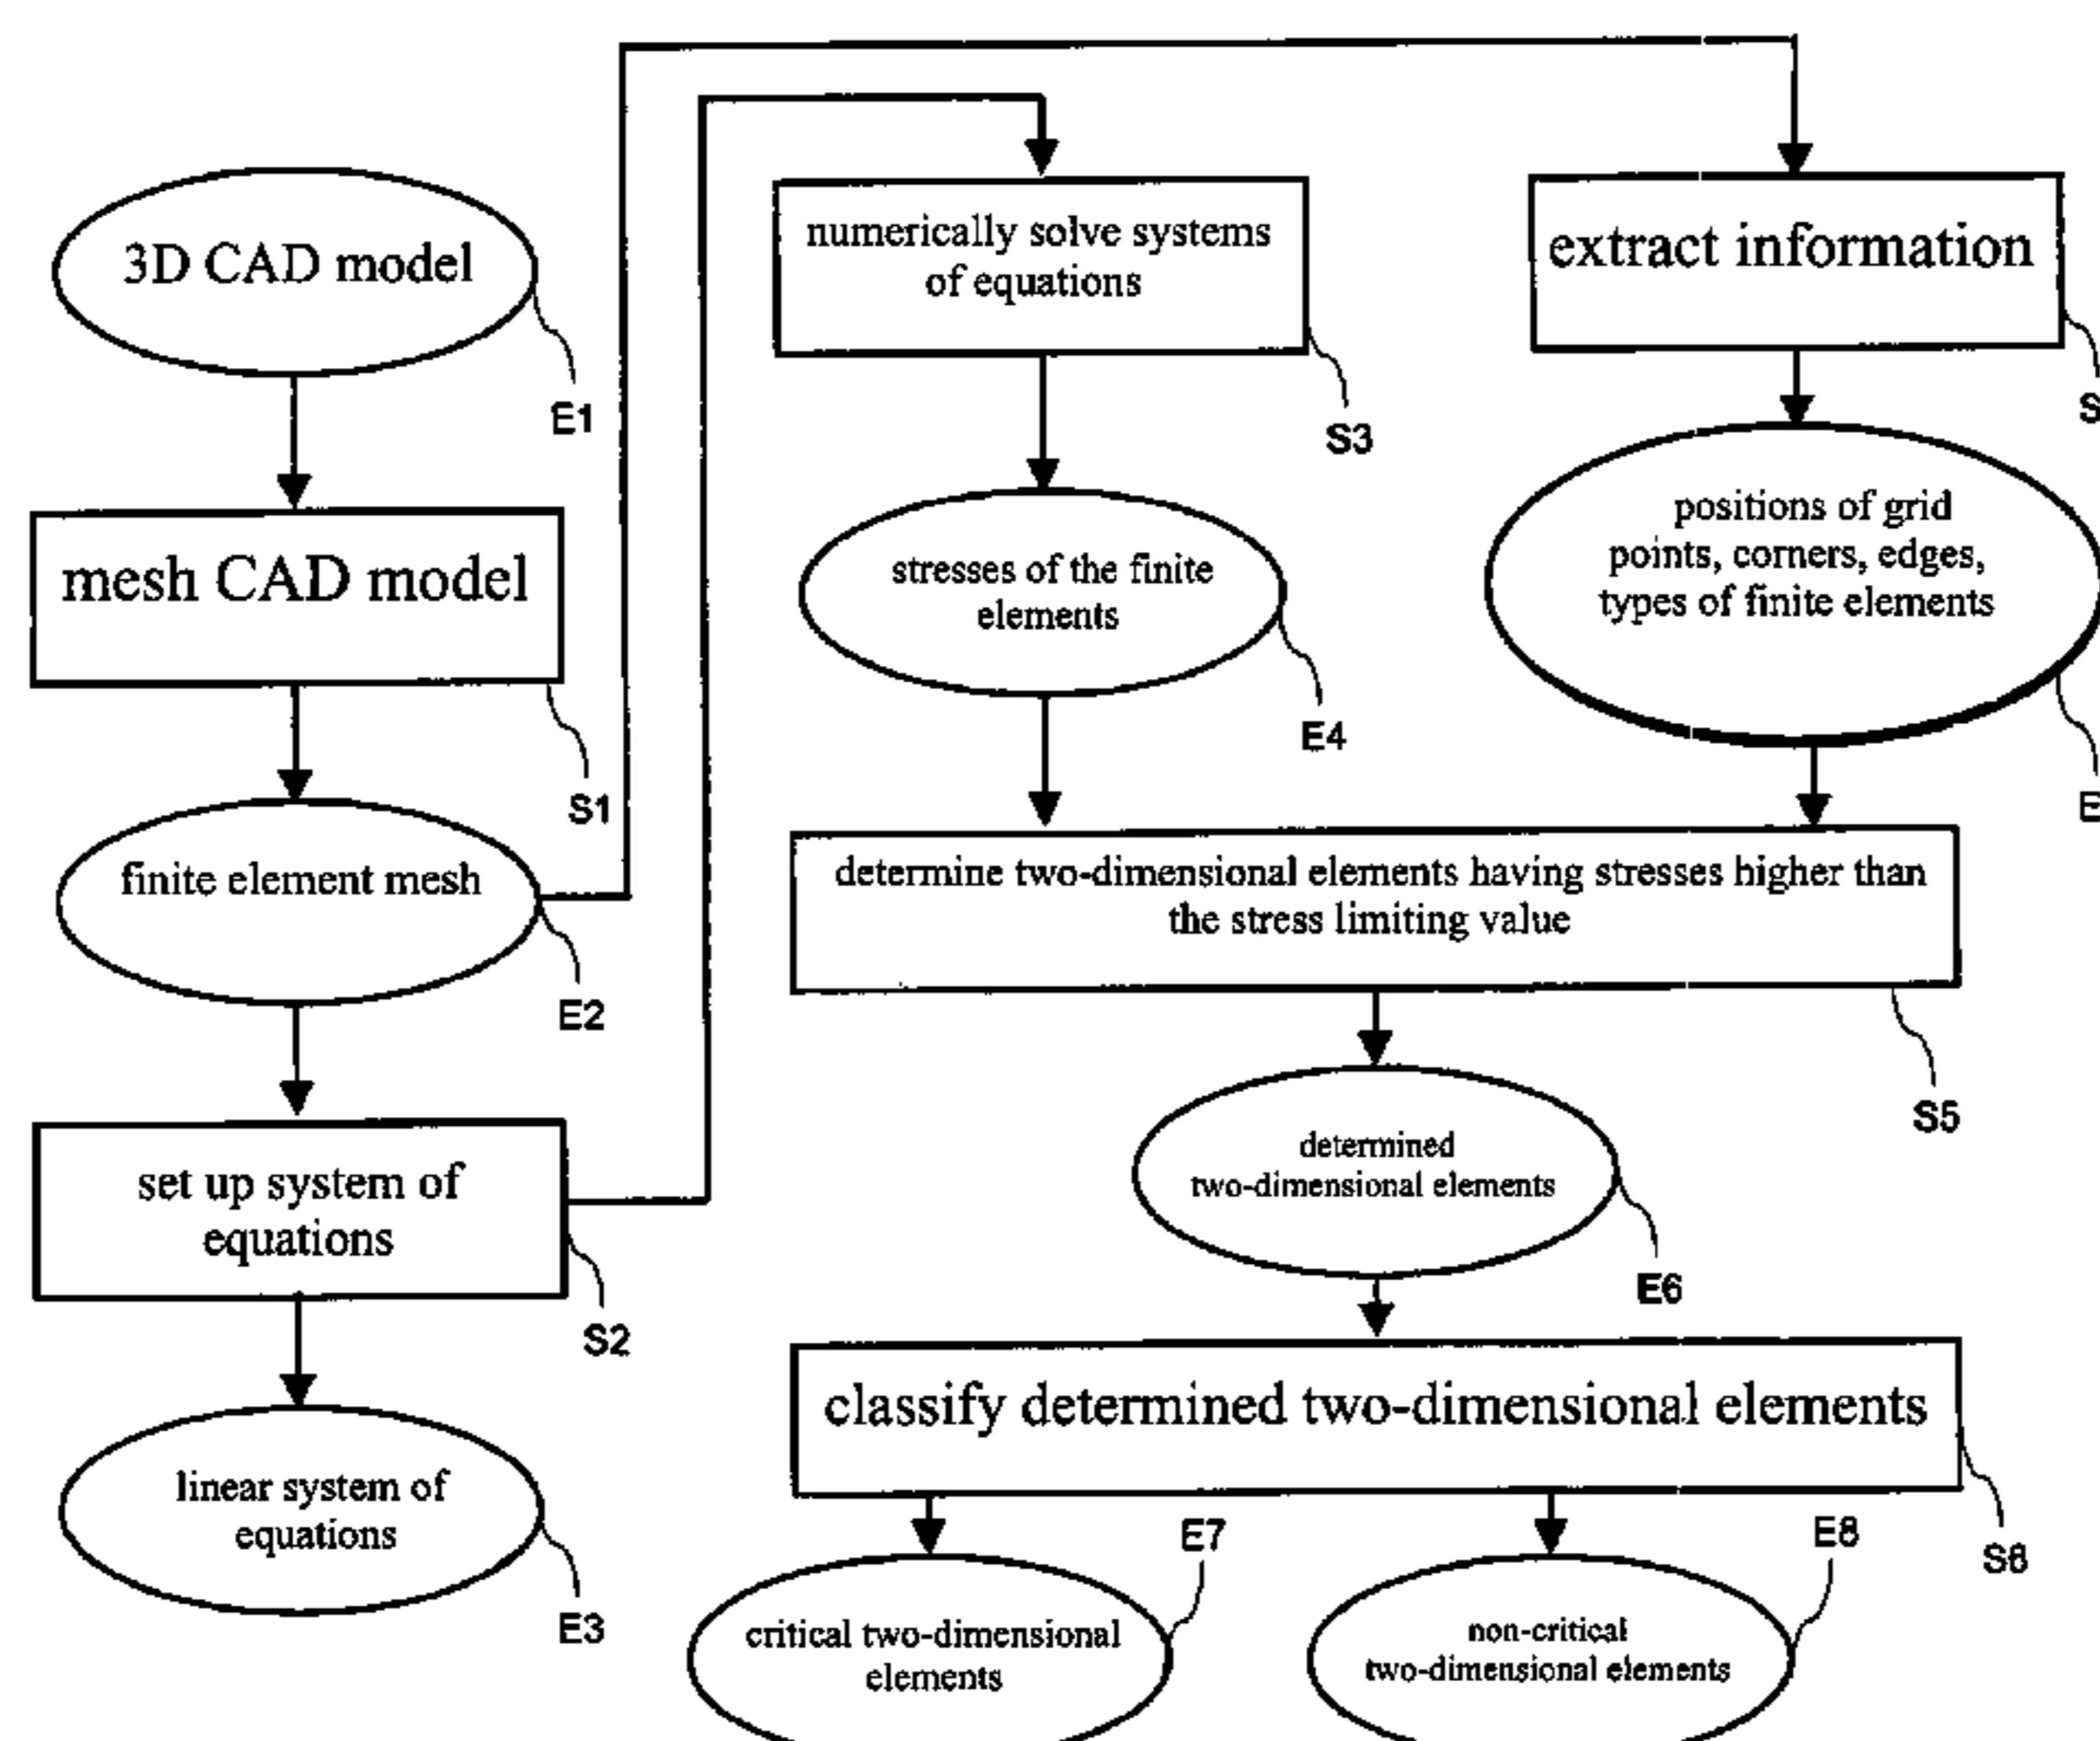 3D CAD model
E1
mesh CAD model
S1
finite element mesh
E2
set up system of
equations
S2
linear system of
equations
E3
numerically solve systems
of equations
S3
stresses of the finite
elements
E4
extract information
S
positions of grid
points, corners, edges,
types of finite elements
E
determine two-dimensional elements having stresses higher than
the stress limiting value
S5
determined
two-dimensional elements
E6
classify determined two-dimensional elements
S6
E7
critical two-dimensional
elements
E8
non-critical
two-dimensional elements